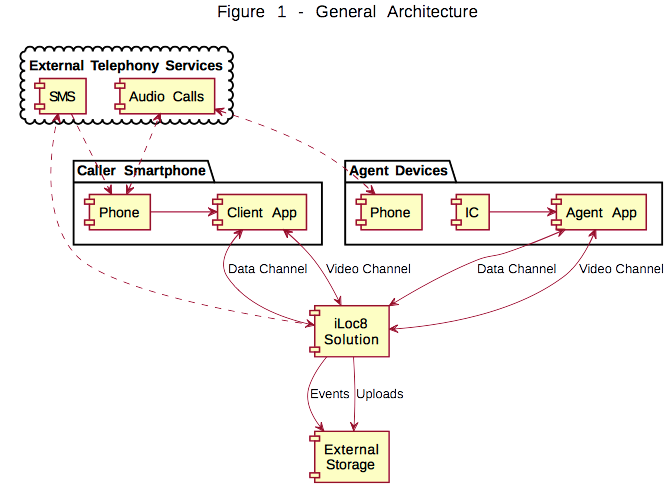 Figure 1 - General Architecture
External Telephony Services
SMS
Audio Calls
Caller Smartphone
Agent Devices
Phone
Client App
Phone
IC
Agent App
Data Channel
Video Channel
Data Channel
Video Channel
iLoc8
Solution
Events
Uploads
External
Storage